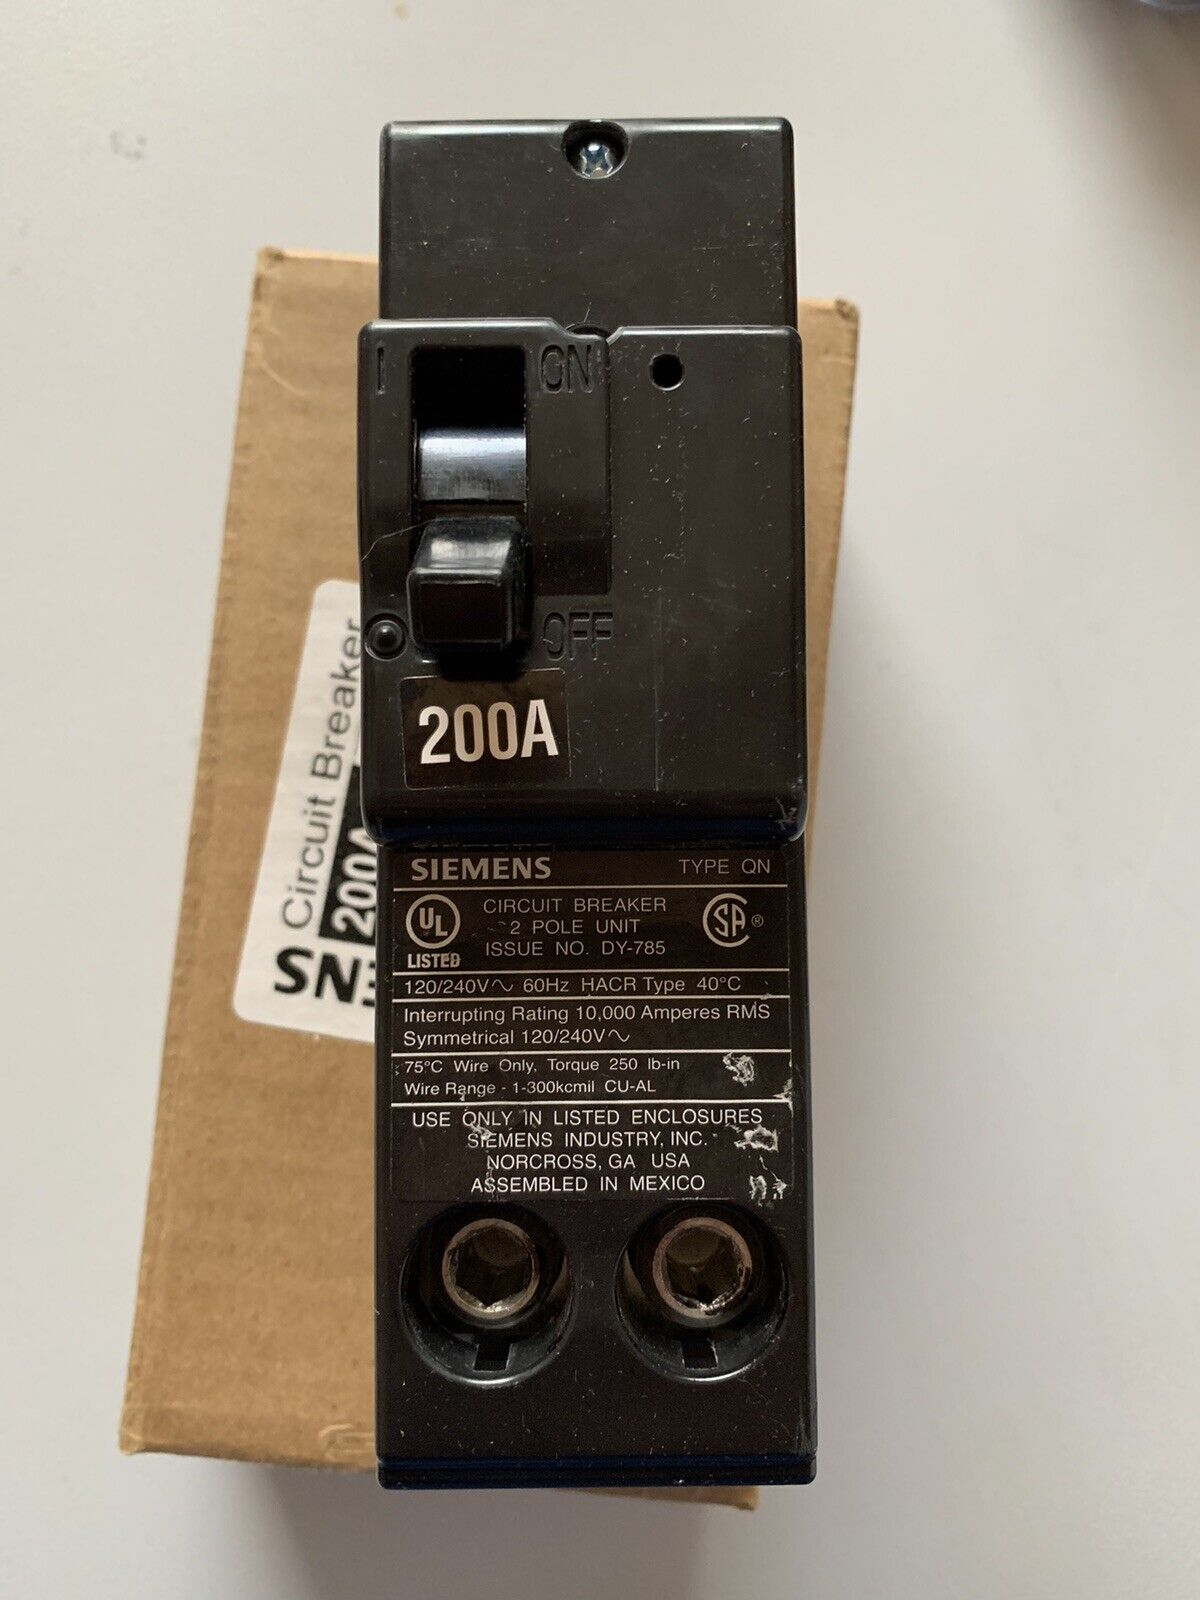 I ON
OFF
200A
SIEMENS TYPE QN
UL LISTED
CIRCUIT BREAKER
2 POLE UNIT
ISSUE NO. DY-785
SA ®
120/240V∿ 60Hz HACR Type 40°C
Interrupting Rating 10,000 Amperes RMS
Symmetrical 120/240V∿
75°C Wire Only, Torque 250 lb-in
Wire Range - 1-300kcmil CU-AL
USE ONLY IN LISTED ENCLOSURES
SIEMENS INDUSTRY, INC.
NORCROSS, GA USA
ASSEMBLED IN MEXICO
Circuit Breaker
200A